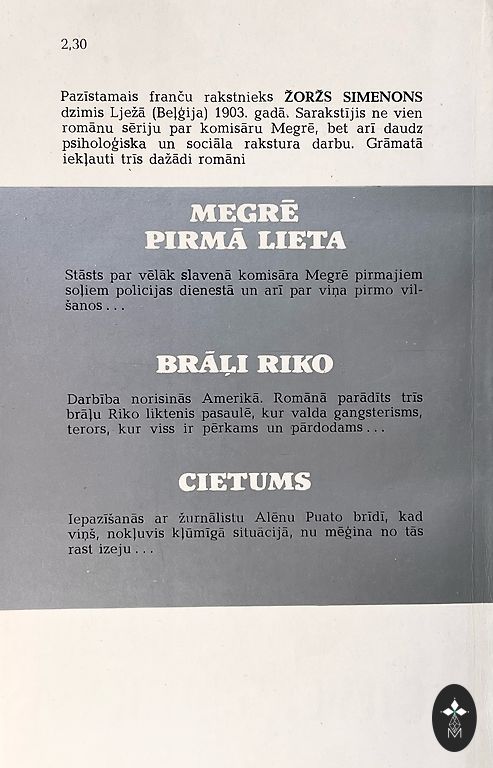 2,30
Pazīstamais franču rakstnieks ŽORŽS SIMENONS
dzimis Lježā (Beļģija) 1903. gadā. Sarakstījis ne vien
romānu sēriju par komisāru Megrē, bet arī daudz
psiholoģiska un sociāla rakstura darbu. Grāmatā
iekļauti trīs dažādi romāni
MEGRĒ
PIRMĀ LIETA
Stāsts par vēlāk slavenā komisāra Megrē pirmajiem
soļiem policijas dienestā un arī par viņa pirmo vil-
šanos...
BRĀĻI RIKO
Darbība norisinās Amerikā. Romānā parādīts trīs
brāļu Riko liktenis pasaulē, kur valda gangsterisms,
terors, kur viss ir pērkams un pārdodams...
CIETUMS
Iepazīšanās ar žurnālistu Alēnu Puato brīdī, kad
viņš, nokļuvis kļūmīgā situācijā, nu mēģina no tās
rast izeju...
M